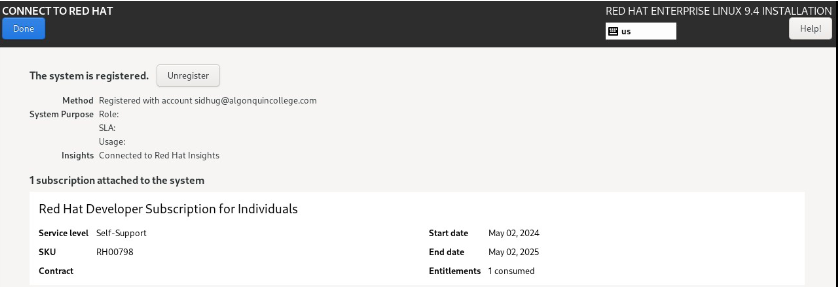 CONNECT TO RED HAT
RED HAT ENTERPRISE LINUX 9.4 INSTALLATION
Done
us
Help!
The system is registered. Unregister
Method Registered with account sidhug@algonquincollege.com
System Purpose Role:
SLA:
Usage:
Insights Connected to Red Hat Insights
1 subscription attached to the system
Red Hat Developer Subscription for Individuals
Service level Self-Support Start date May 02, 2024
SKU RH00798 End date May 02, 2025
Contract Entitlements 1 consumed